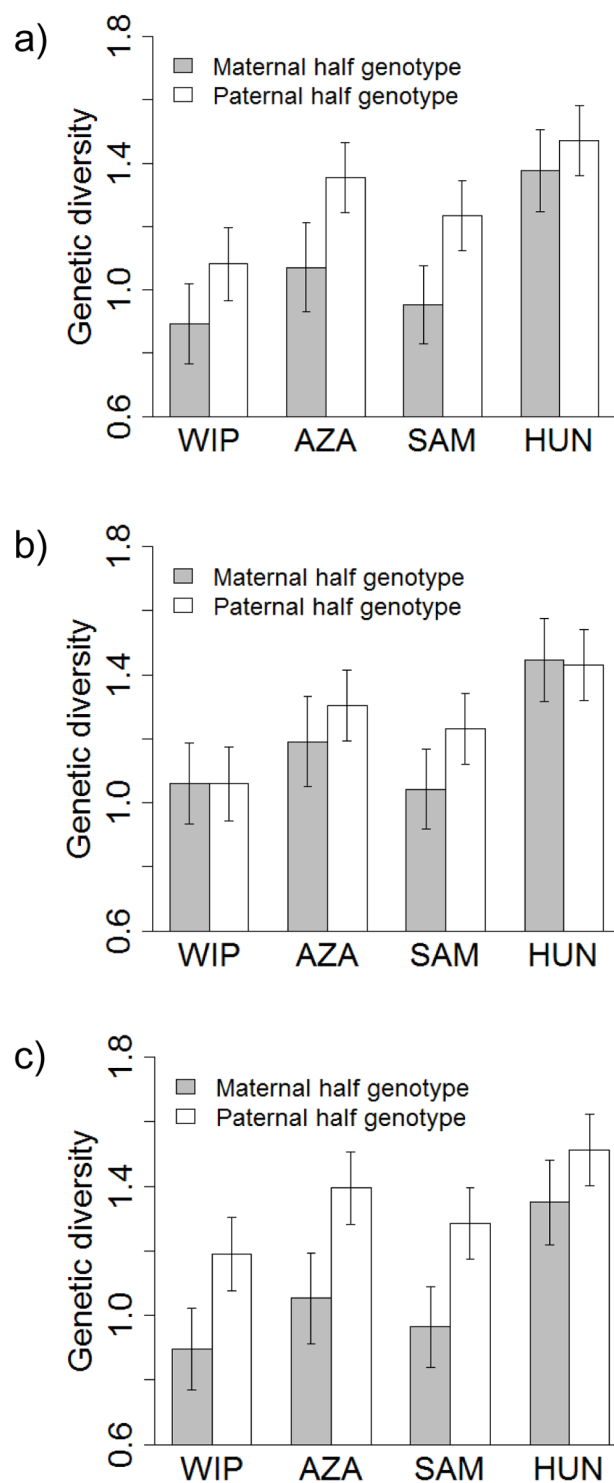 a)
Genetic diversity
0.6 1.0 1.4 1.8
Maternal half genotype
Paternal half genotype
WIP AZA SAM HUN
b)
Genetic diversity
0.6 1.0 1.4 1.8
Maternal half genotype
Paternal half genotype
WIP AZA SAM HUN
c)
Genetic diversity
0.6 1.0 1.4 1.8
Maternal half genotype
Paternal half genotype
WIP AZA SAM HUN